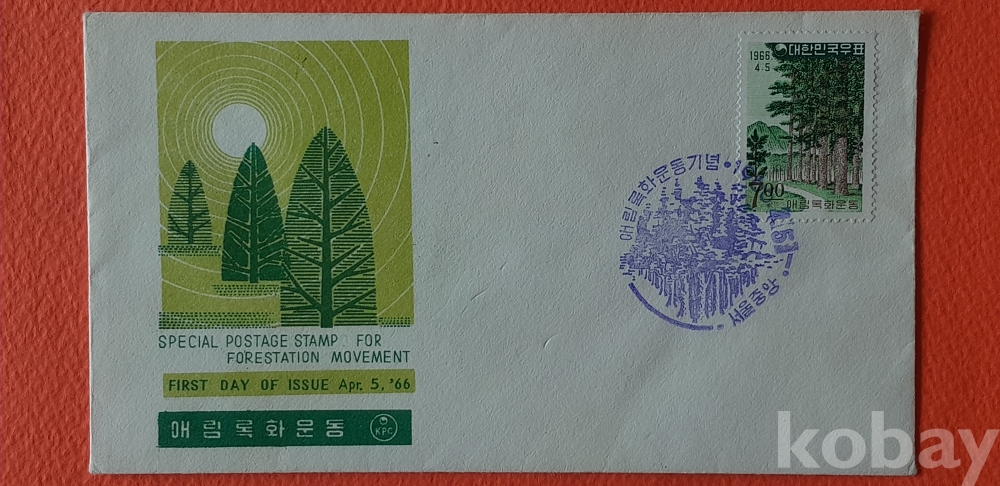 SPECIAL POSTAGE STAMP FOR
FORESTATION MOVEMENT
FIRST DAY OF ISSUE Apr. 5, '66
애림록화운동
KPC
대한민국우표
1966.
4.5
7.00
애림록화운동
애림록화운동기념
4.5
서울중앙
kobay